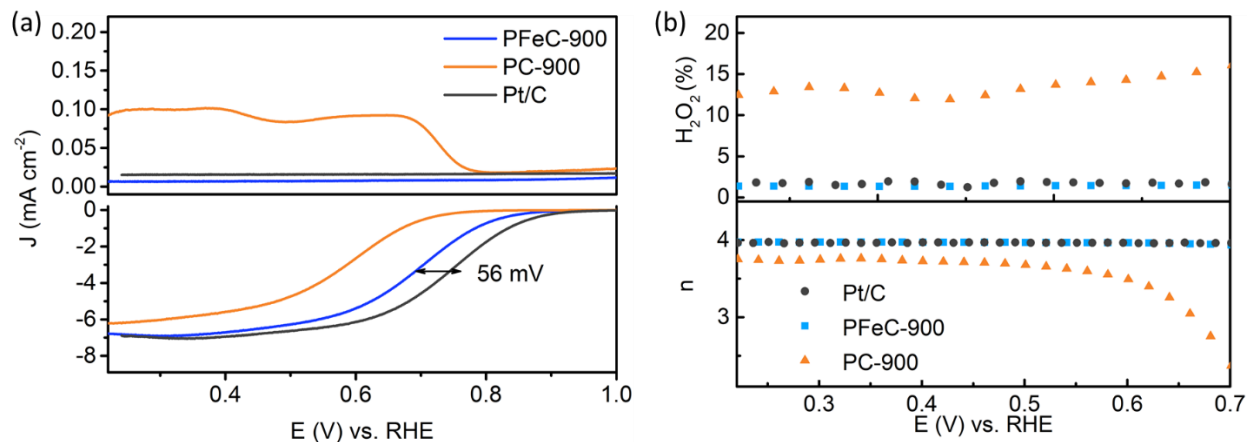 (a)
0.20
0.15
0.10
0.05
0.00
PFeC-900
PC-900
Pt/C
J (mA cm⁻²)
0
-2
-4
-6
-8
56 mV
0.4
0.6
0.8
1.0
E (V) vs. RHE
(b)
20
15
10
5
0
H₂O₂ (%)
4
3
n
Pt/C
PFeC-900
PC-900
0.3
0.4
0.5
0.6
0.7
E (V) vs. RHE